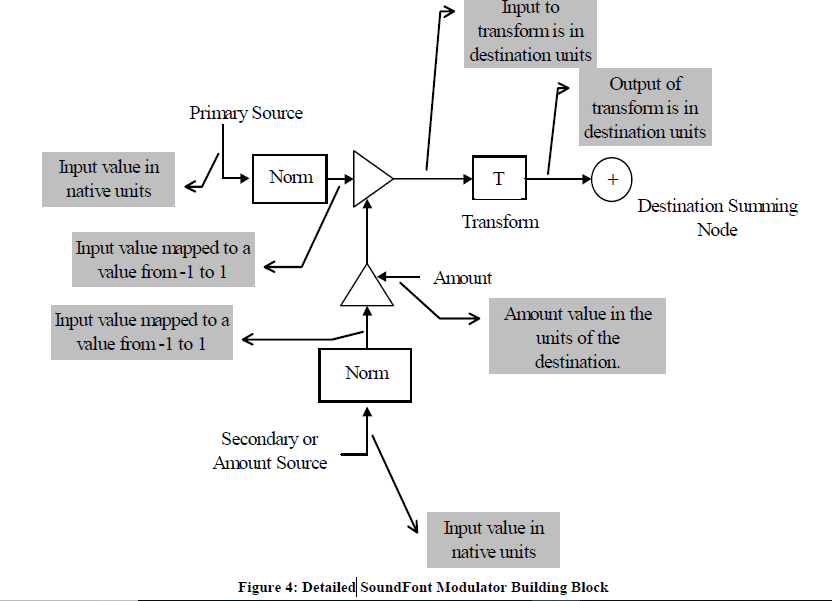 Input to
transform is in
destination units
Output of
transform is in
destination units
Primary Source
Input value in
native units
Norm
T
+
Destination Summing
Node
Transform
Input value mapped to a
value from -1 to 1
Amount
Input value mapped to a
value from -1 to 1
Amount value in the
units of the
destination.
Norm
Secondary or
Amount Source
Input value in
native units
Figure 4: Detailed SoundFont Modulator Building Block